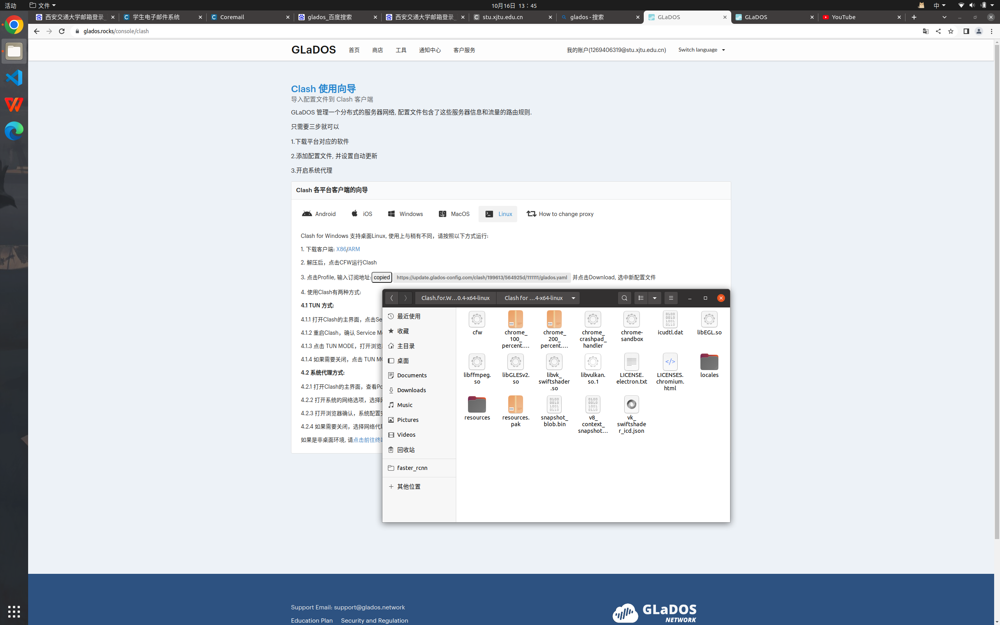 活动 文件 10月16日 13：45 中
西安交通大学邮箱登录_ 学生电子邮件系统 Coremail glados_百度搜索 西安交通大学邮箱登录_ stu.xjtu.edu.cn glados - 搜索 GLaDOS GLaDOS YouTube
glados.rocks/console/clash
GLaDOS 首页 商店 工具 通知中心 客户服务 我的账户(1269406319@stu.xjtu.edu.cn) Switch language
Clash 使用向导
导入配置文件到 Clash 客户端
GLaDOS 管理一个分布式的服务器网络, 配置文件包含了这些服务器信息和流量的路由规则.
只需要三步就可以
1.下载平台对应的软件
2.添加配置文件, 并设置自动更新
3.开启系统代理
Clash 各平台客户端的向导
Android iOS Windows MacOS Linux How to change proxy
Clash for Windows 支持桌面Linux, 使用上与稍有不同，请按照以下方式运行:
1. 下载客户端: X86/ARM
2. 解压后，点击CFW运行Clash
3. 点击Profile, 输入订阅地址: copied https://update.glados-config.com/clash/199613/564925d/111111/glados.yaml 并点击Download, 选中新配置文件
4. 使用Clash有两种方式:
4.1 TUN 方式:
4.1.1 打开Clash的主界面，点击Se
4.1.2 重启Clash，确认 Service M
4.1.3 点击 TUN MODE，打开浏览
4.1.4 如果需要关闭，点击 TUN M
4.2 系统代理方式:
4.2.1 打开Clash的主界面，查看Po
4.2.2 打开系统的网络选项，选择
4.2.3 打开浏览器确认，系统配置
4.2.4 如果需要关闭，选择网络代
如果是非桌面环境, 请点击前往终
Clash.for.W...0.4-x64-linux Clash for ...4-x64-linux
最近使用
收藏
主目录
桌面
Documents
Downloads
Music
Pictures
Videos
回收站
faster_rcnn
其他位置
cfw
chrome_
100_
percent....
chrome_
200_
percent....
chrome_
crashpad_
handler
chrome-
sandbox
icudtl.dat
libEGL.so
libffmpeg.
so
libGLESv2.
so
libvk_
swiftshader
.so
libvulkan.
so.1
LICENSE.
electron.txt
LICENSES.
chromium.
html
locales
resources
resources.
pak
snapshot_
blob.bin
v8_
context_
snapshot...
vk_
swiftshade
r_icd.json
Support Email: support@glados.network
Education Plan Security and Regulation
GLaDOS
NETWORK